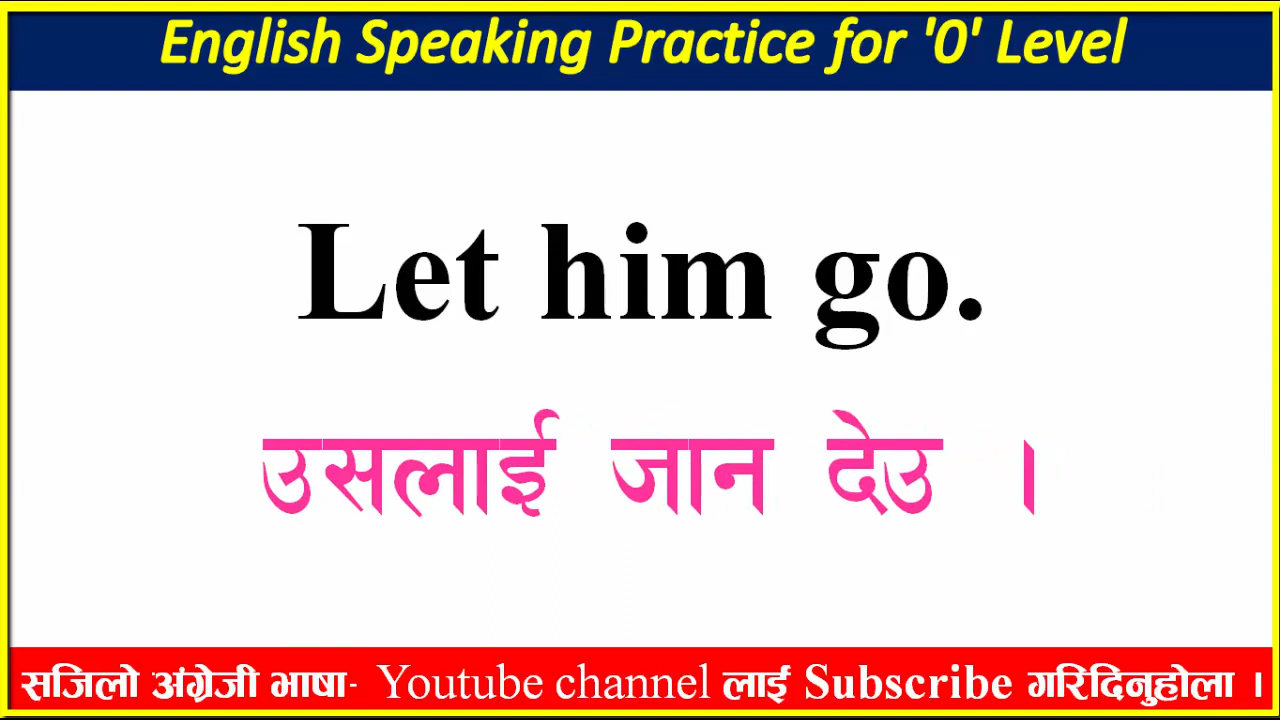 English Speaking Practice for '0' Level
Let him go.
उसलाई जान देउ ।
सजिलो अंग्रेजी भाषा- Youtube channel लाई Subscribe गरिदिनुहोला ।